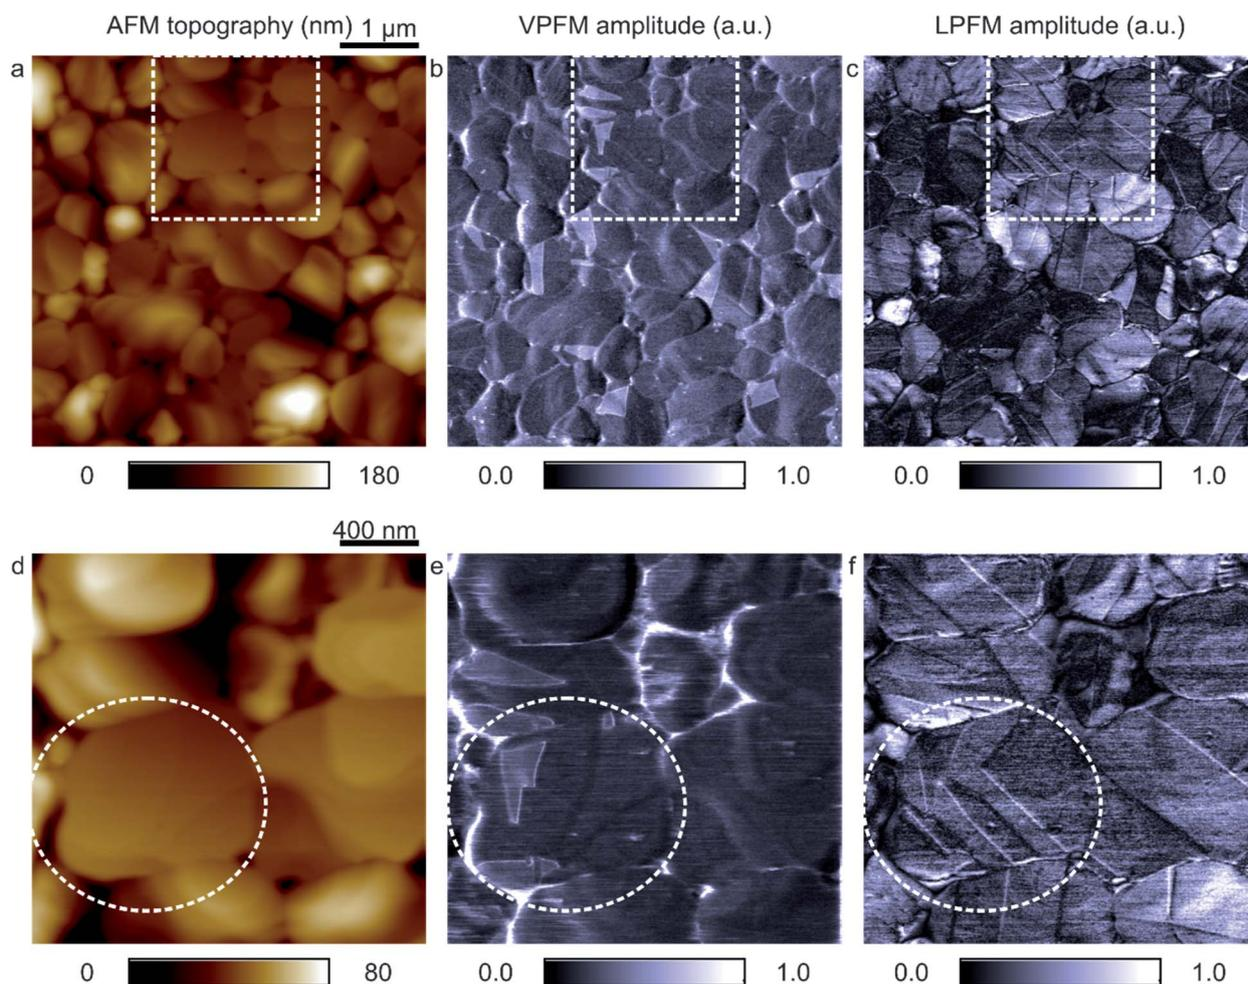 AFM topography (nm) 1 µm VPFM amplitude (a.u.) LPFM amplitude (a.u.)
a b c
0 180 0.0 1.0 0.0 1.0
400 nm
d e f
0 80 0.0 1.0 0.0 1.0